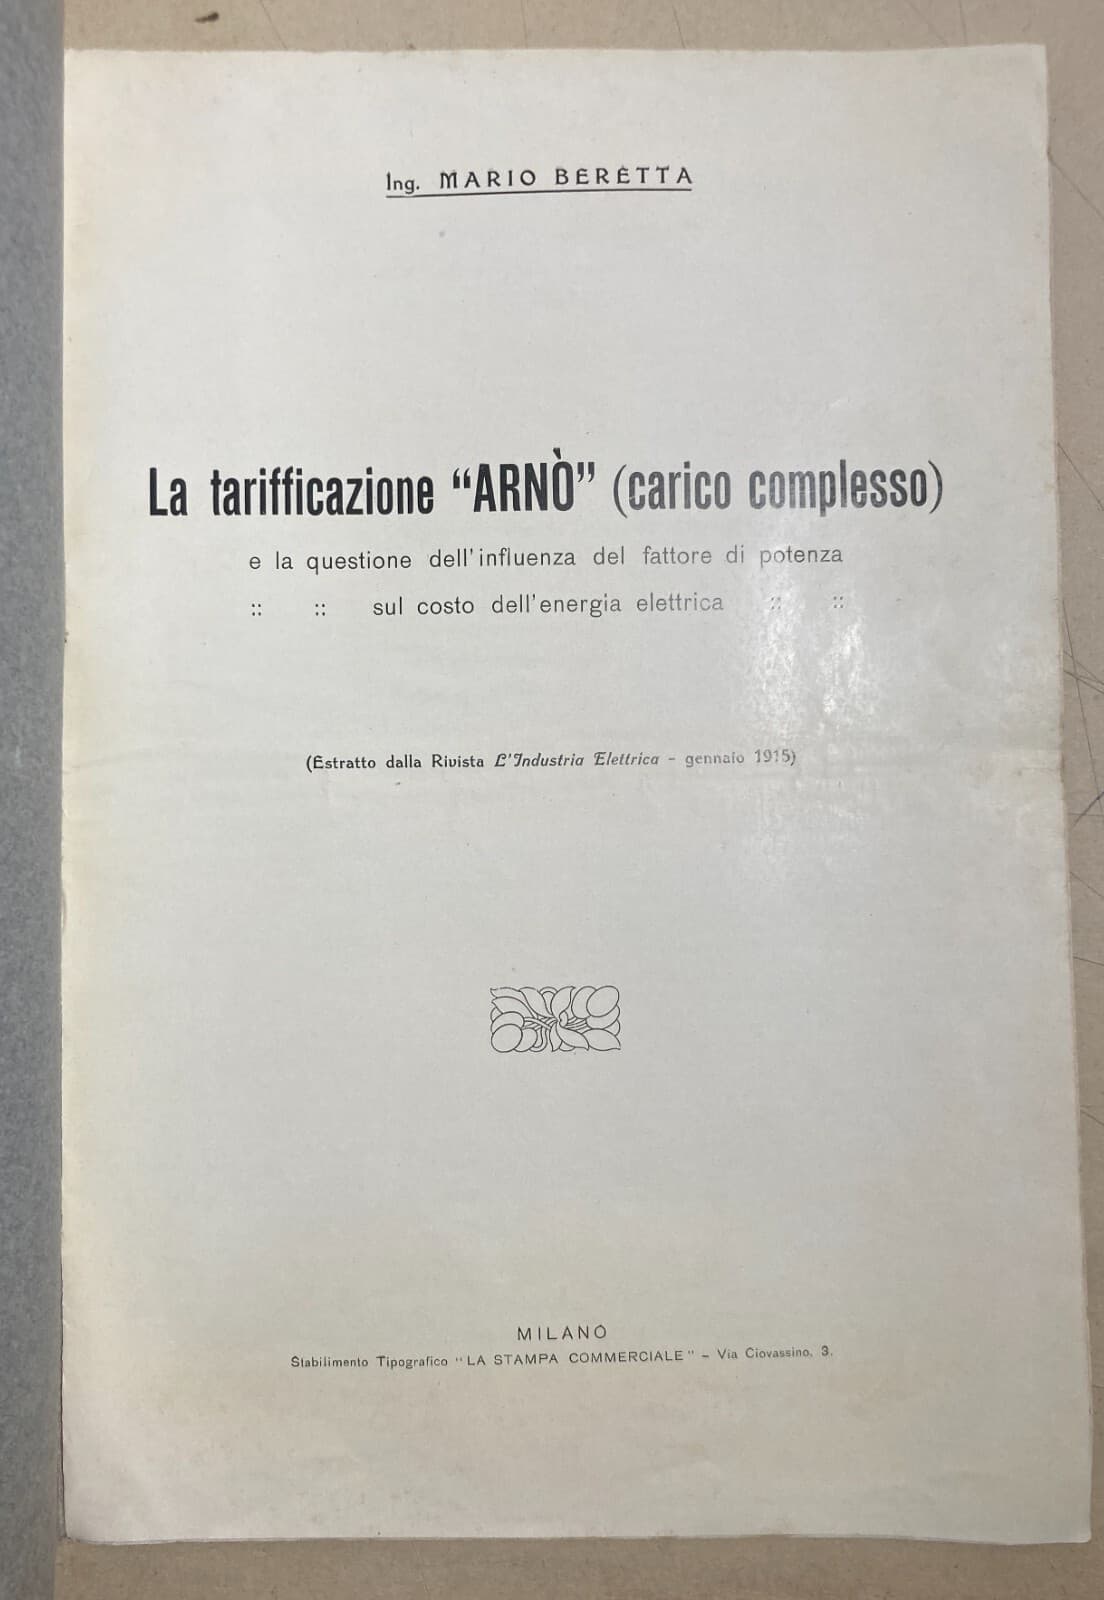 Ing. MARIO BERETTA
La tarifficazione “ARNÒ” (carico complesso)
e la questione dell'influenza del fattore di potenza
:: :: sul costo dell'energia elettrica :: ::
(Estratto dalla Rivista L'Industria Elettrica - gennaio 1915)
MILANO
Stabilimento Tipografico “LA STAMPA COMMERCIALE” - Via Ciovassino, 3.